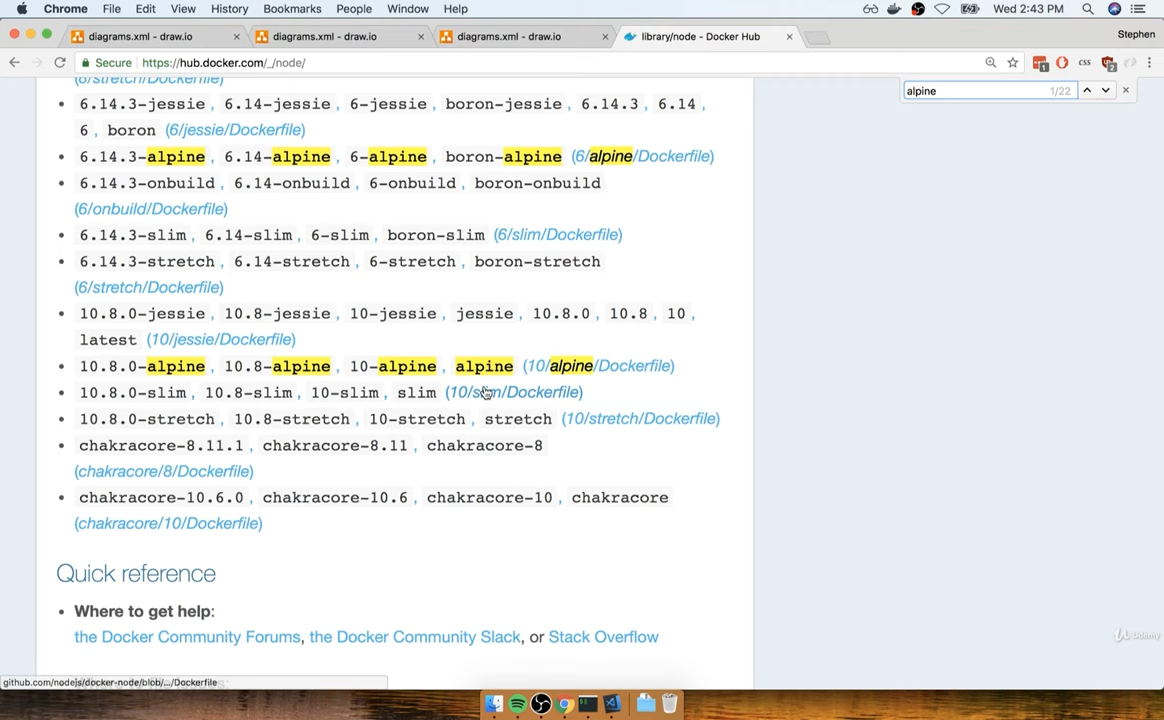 Chrome File Edit View History Bookmarks People Window Help Wed 2:43 PM
diagrams.xml - draw.io × diagrams.xml - draw.io × diagrams.xml - draw.io × library/node - Docker Hub × Stephen
Secure https://hub.docker.com/_/node/ css
alpine 1/22
(8/stretch/Dockerfile)
6.14.3-jessie, 6.14-jessie, 6-jessie, boron-jessie, 6.14.3, 6.14,
6, boron (6/jessie/Dockerfile)
6.14.3-alpine, 6.14-alpine, 6-alpine, boron-alpine (6/alpine/Dockerfile)
6.14.3-onbuild, 6.14-onbuild, 6-onbuild, boron-onbuild
(6/onbuild/Dockerfile)
6.14.3-slim, 6.14-slim, 6-slim, boron-slim (6/slim/Dockerfile)
6.14.3-stretch, 6.14-stretch, 6-stretch, boron-stretch
(6/stretch/Dockerfile)
10.8.0-jessie, 10.8-jessie, 10-jessie, jessie, 10.8.0, 10.8, 10,
latest (10/jessie/Dockerfile)
10.8.0-alpine, 10.8-alpine, 10-alpine, alpine (10/alpine/Dockerfile)
10.8.0-slim, 10.8-slim, 10-slim, slim (10/slim/Dockerfile)
10.8.0-stretch, 10.8-stretch, 10-stretch, stretch (10/stretch/Dockerfile)
chakracore-8.11.1, chakracore-8.11, chakracore-8
(chakracore/8/Dockerfile)
chakracore-10.6.0, chakracore-10.6, chakracore-10, chakracore
(chakracore/10/Dockerfile)
Quick reference
Where to get help:
the Docker Community Forums, the Docker Community Slack, or Stack Overflow
Udemy
github.com/nodejs/docker-node/blob/.../Dockerfile